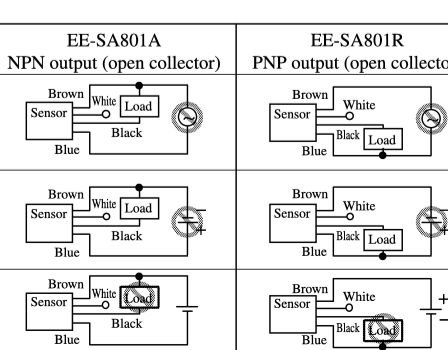 EE-SA801A
NPN output (open collector)
EE-SA801R
PNP output (open collecto
Brown
White
Load
Sensor
Black
Blue
Brown
White
Sensor
Black
Load
Blue
Brown
White
Load
Sensor
Black
Blue
Brown
White
Sensor
Black
Load
Blue
Brown
White
Load
Sensor
Black
Blue
Brown
White
Sensor
Black
Load
Blue